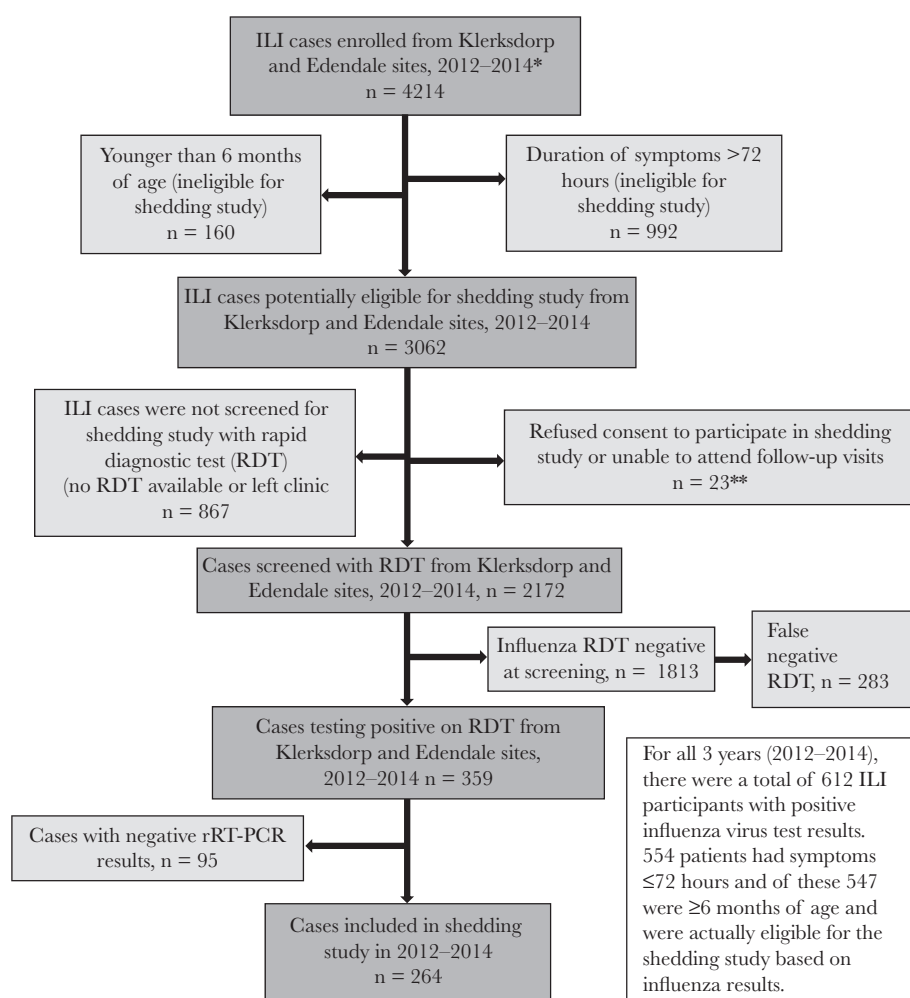 ILI cases enrolled from Klerksdorp
and Edendale sites, 2012–2014*
n = 4214
Younger than 6 months
of age (ineligible for
shedding study)
n = 160
Duration of symptoms >72
hours (ineligible for
shedding study)
n = 992
ILI cases potentially eligible for shedding study from
Klerksdorp and Edendale sites, 2012–2014
n = 3062
ILI cases were not screened for
shedding study with rapid
diagnostic test (RDT)
(no RDT available or left clinic
n = 867
Refused consent to participate in shedding
study or unable to attend follow-up visits
n = 23**
Cases screened with RDT from Klerksdorp and
Edendale sites, 2012–2014, n = 2172
Influenza RDT negative
at screening, n = 1813
False
negative
RDT, n = 283
Cases testing positive on RDT from
Klerksdorp and Edendale sites,
2012–2014 n = 359
For all 3 years (2012–2014),
there were a total of 612 ILI
participants with positive
influenza virus test results.
554 patients had symptoms
≤72 hours and of these 547
were ≥6 months of age and
were actually eligible for the
shedding study based on
influenza results.
Cases with negative rRT-PCR
results, n = 95
Cases included in shedding
study in 2012–2014
n = 264